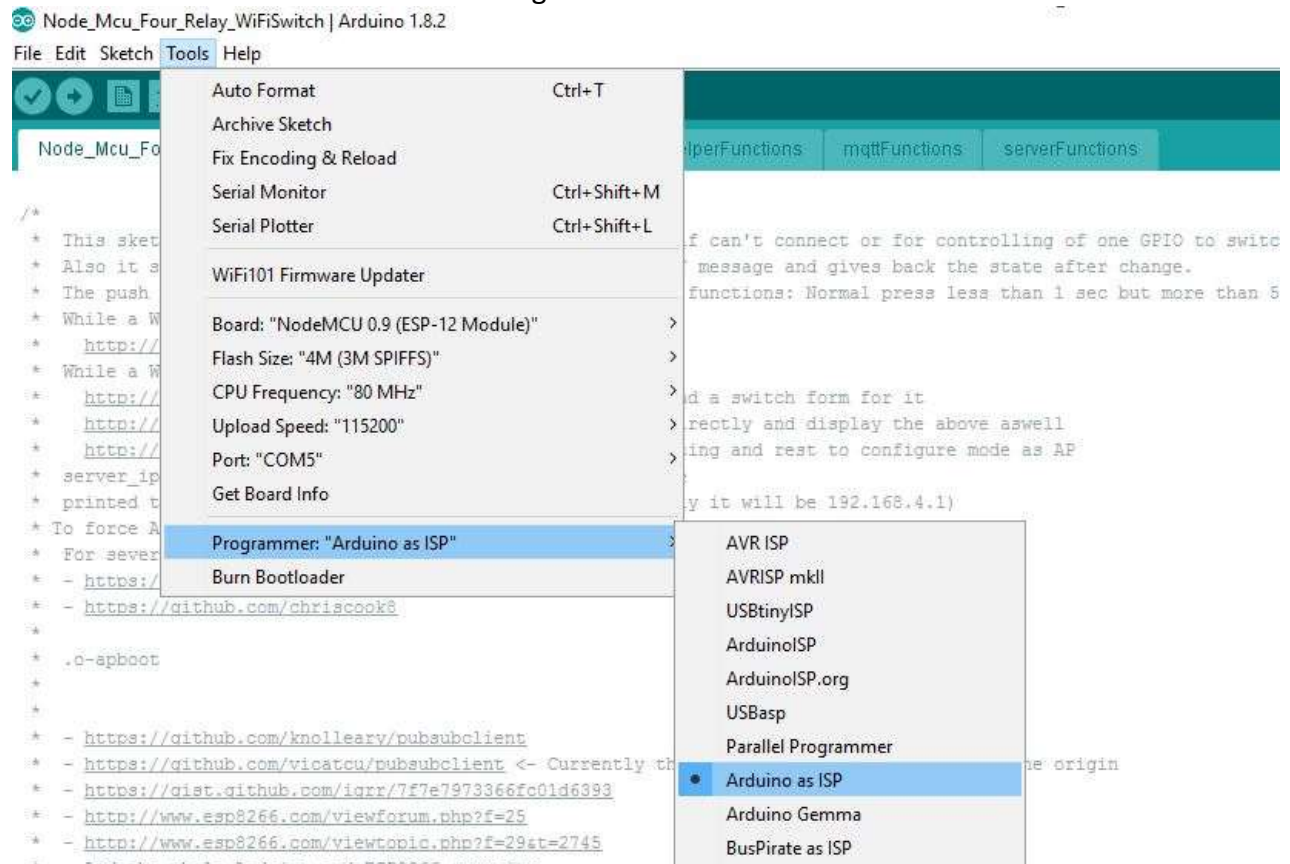 Node_Mcu_Four_Relay_WiFiSwitch | Arduino 1.8.2
File Edit Sketch Tools Help
Node_Mcu_Fo
lperFunctions
mqttFunctions
serverFunctions
Auto Format Ctrl+T
Archive Sketch
Fix Encoding & Reload
Serial Monitor Ctrl+Shift+M
Serial Plotter Ctrl+Shift+L
WiFi101 Firmware Updater
Board: "NodeMCU 0.9 (ESP-12 Module)"
Flash Size: "4M (3M SPIFFS)"
CPU Frequency: "80 MHz"
Upload Speed: "115200"
Port: "COM5"
Get Board Info
Programmer: "Arduino as ISP"
Burn Bootloader
AVR ISP
AVRISP mkII
USBtinyISP
ArduinoISP
ArduinoISP.org
USBasp
Parallel Programmer
Arduino as ISP
Arduino Gemma
BusPirate as ISP
/*
* This sket if can't connect or for controlling of one GPIO to switc
* Also it s message and gives back the state after change.
* The push functions: Normal press less than 1 sec but more than 5
* While a W
* http://
* While a W
* http:// d a switch form for it
* http:// rectly and display the above aswell
* http:// ing and rest to configure mode as AP
* server_ip
* printed t y it will be 192.168.4.1)
* To force A
* For sever
* - https:/
* - https://github.com/chriscook8
*
* .o-apboot
*
*
* - https://github.com/knolleary/pubsubclient
* - https://github.com/vicatcu/pubsubclient <- Currently th he origin
* - https://gist.github.com/igrr/7f7e7973366fc01d6393
* - http://www.esp8266.com/viewforum.php?f=25
* - http://www.esp8266.com/viewtopic.php?f=29&t=2745